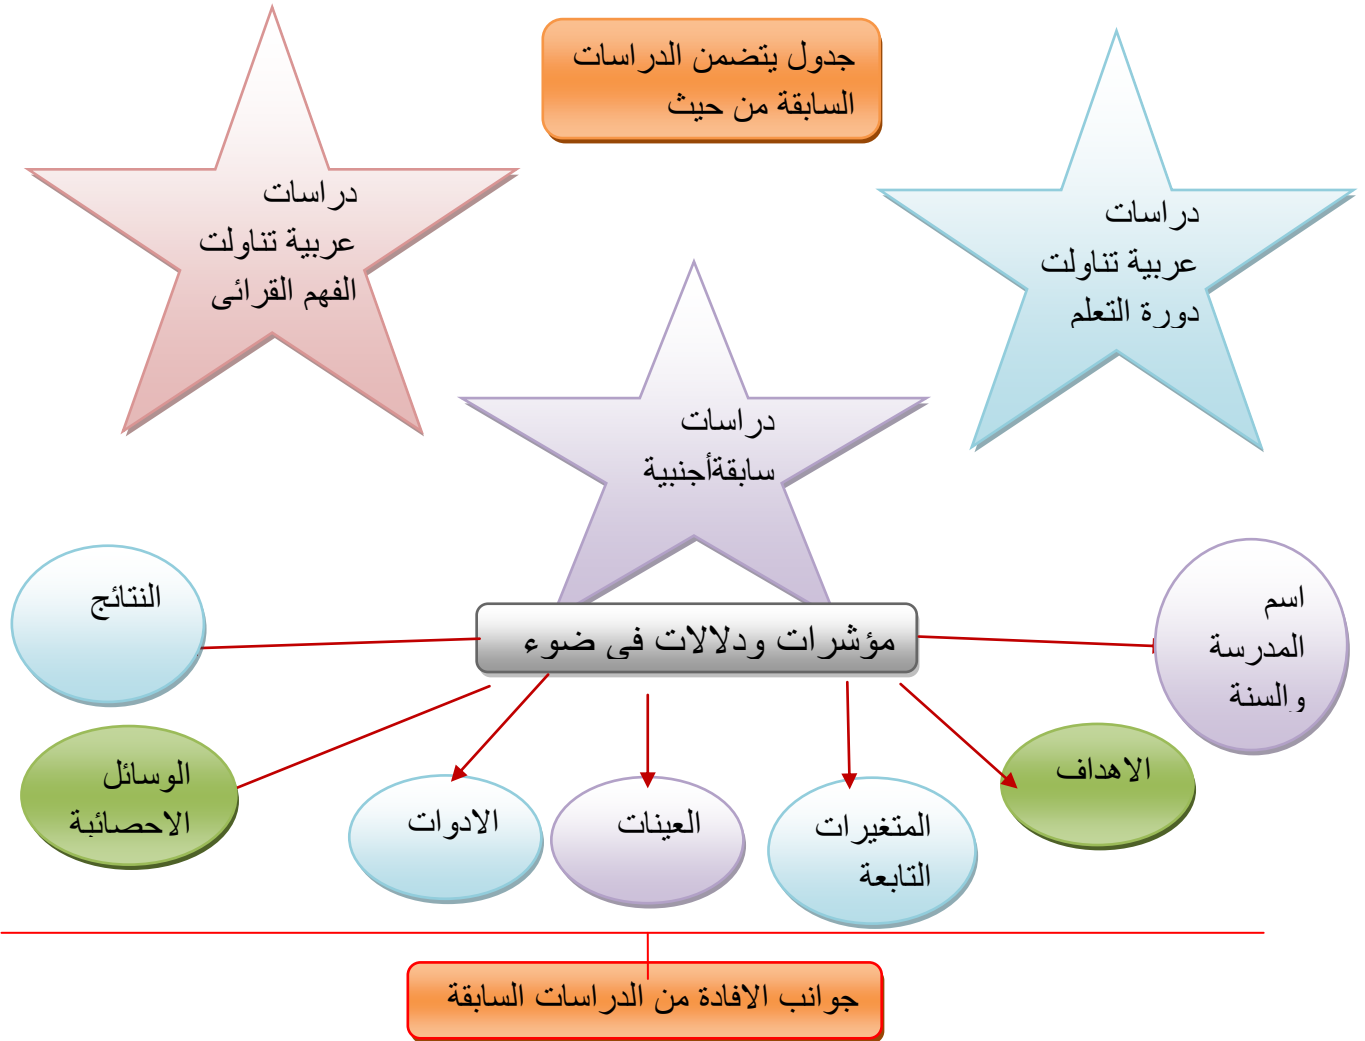 جدول يتضمن الدراسات
السابقة من حيث
دراسات
عربية تناولت
دورة التعلم
دراسات
عربية تناولت
الفهم القرائى
دراسات
سابقةأجنبية
مؤشرات ودلالات فى ضوء
اسم
المدرسة
والسنة
الاهداف
المتغيرات
التابعة
العينات
الادوات
الوسائل
الاحصائية
النتائج
جوانب الافادة من الدراسات السابقة